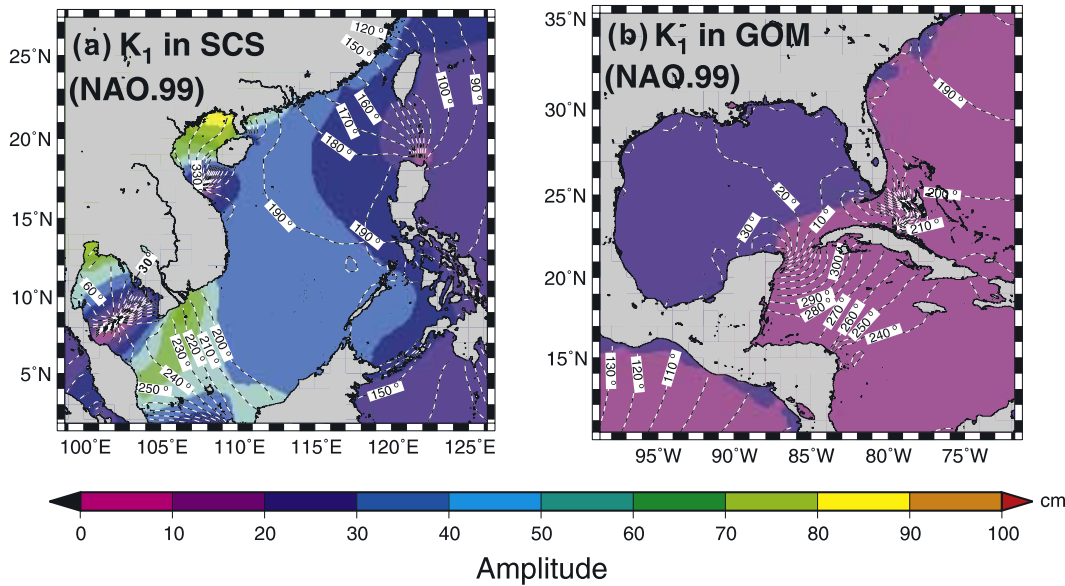 (a) K1 in SCS
(NAO.99)
25°N
20°N
15°N
10°N
5°N
100°E 105°E 110°E 115°E 120°E 125°E
120°
150°
160°
170°
180°
100°
90°
330
190°
190°
30°
60°
200°
210°
220°
230°
240°
250°
150°
(b) K1 in GOM
(NAO.99)
35°N
30°N
25°N
20°N
15°N
95°W 90°W 85°W 80°W 75°W
190°
20°
10°
30°
200°
210°
300°
290°
280°
270°
260°
250°
240°
130°
120°
110°
cm
0 10 20 30 40 50 60 70 80 90 100
Amplitude